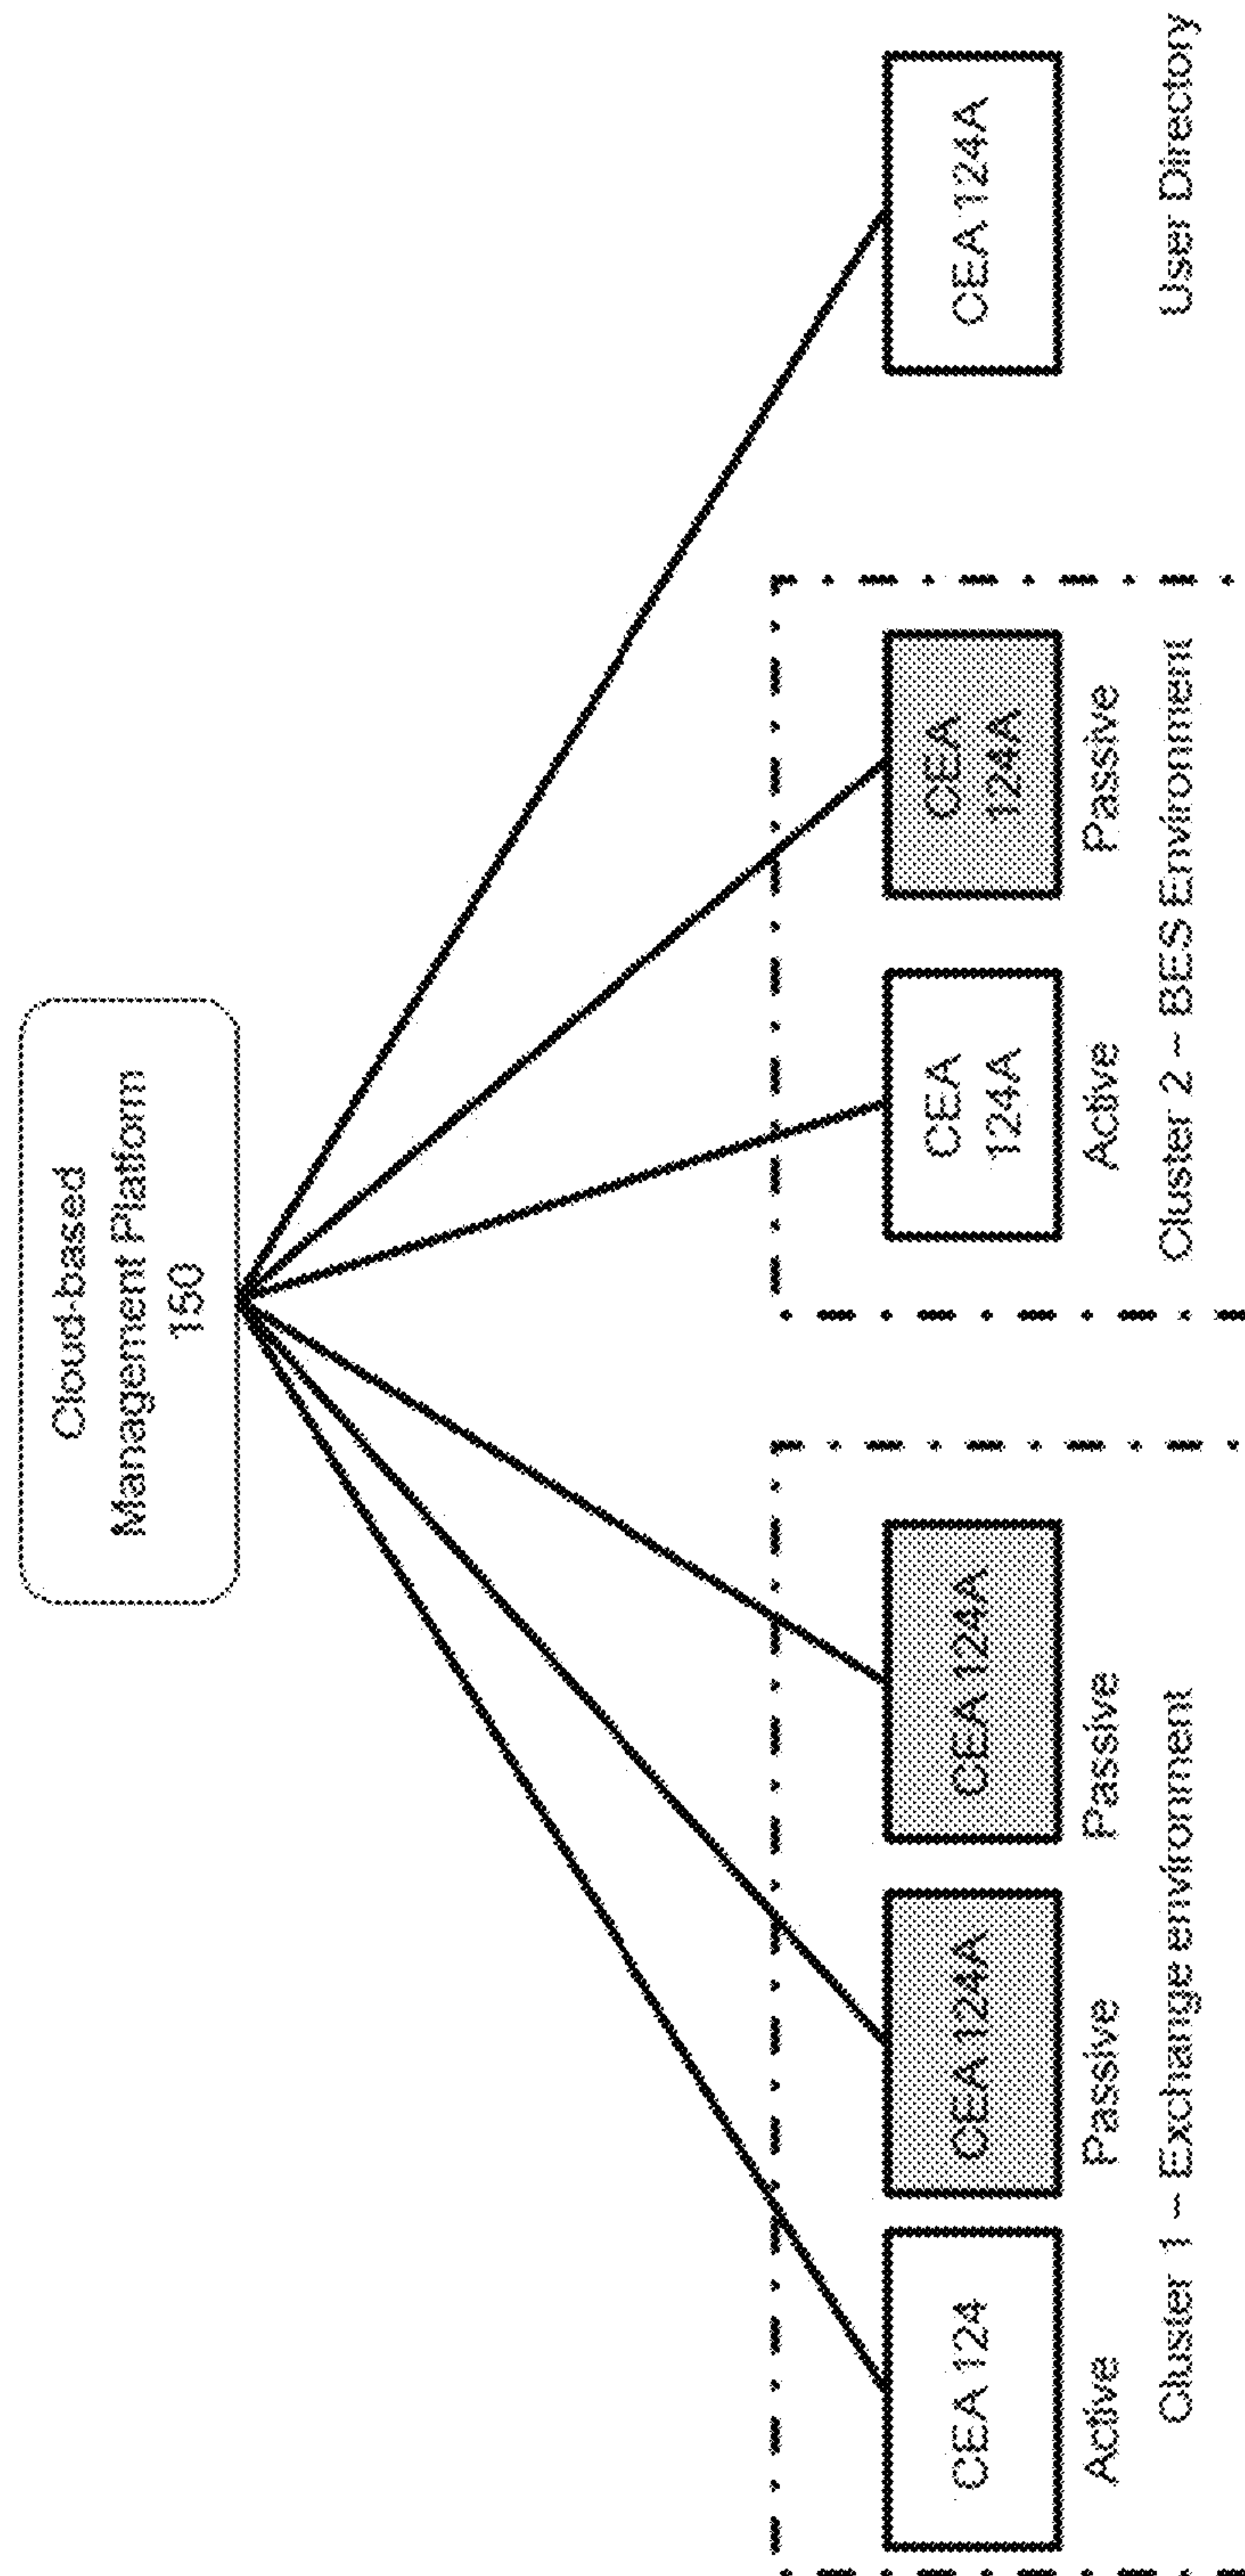 Cloud-based
Management Platform
150
CEA 124
CEA 124A
CEA 124A
CEA
124A
CEA
124A
CEA 124A
Active
Passive
Passive
Active
Passive
Cluster 1 – Exchange environment
Cluster 2 – BES Environment
User Directory